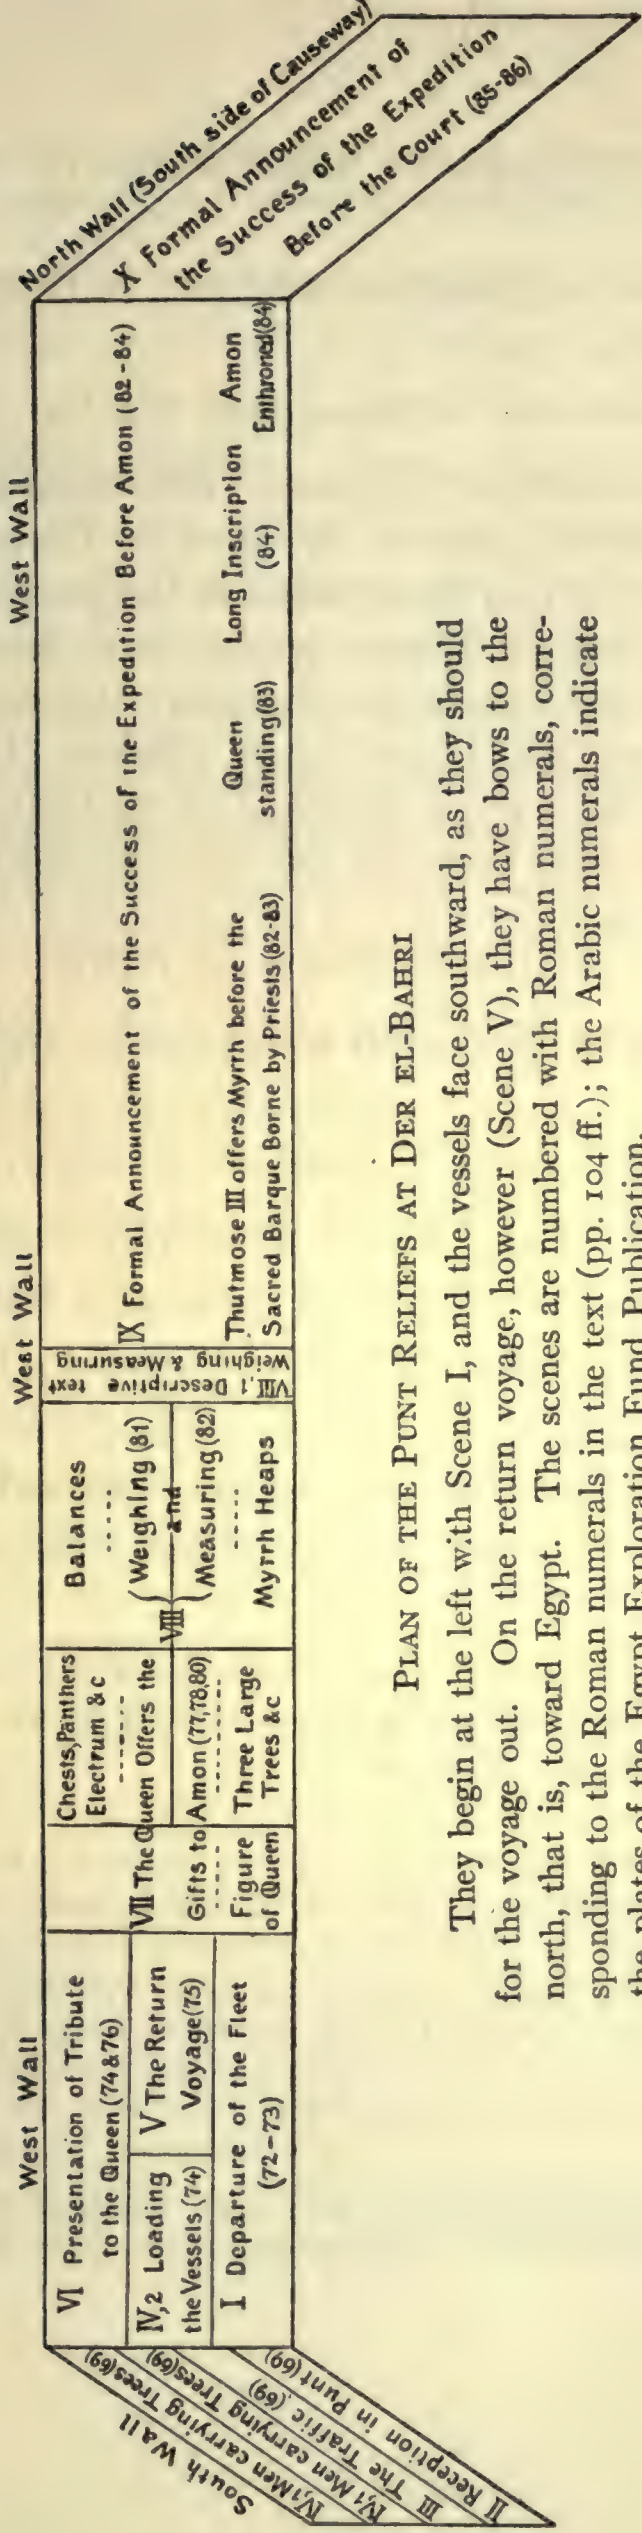 West Wall
West Wall
West Wall
North Wall (South side of Causeway)
South Wall
IV,1 Men carrying Trees (69)
IV,1 Men carrying Trees (69)
III The Traffic (69)
II Reception in Punt (69)
VI Presentation of Tribute
to the Queen (74&76)
IV,2 Loading
the Vessels (74)
V The Return
Voyage (75)
I Departure of the Fleet
(72-73)
Chests, Panthers
Electrum &c
VII The Queen Offers the
Gifts to Amon (77,78,80)
Figure
of Queen
Three Large
Trees &c
Balances
VIII
Weighing (81)
and
Measuring (82)
Myrrh Heaps
VIII,1 Descriptive text
Weighing & Measuring
IX Formal Announcement of the Success of the Expedition Before Amon (82-84)
Thutmose III offers Myrrh before the
Sacred Barque Borne by Priests (82-83)
Queen
standing (83)
Long Inscription
(84)
Amon
Enthroned (84)
X Formal Announcement of
the Success of the Expedition
Before the Court (85-86)
PLAN OF THE PUNT RELIEFS AT DER EL-BAHRI
They begin at the left with Scene I, and the vessels face southward, as they should
for the voyage out. On the return voyage, however (Scene V), they have bows to the
north, that is, toward Egypt. The scenes are numbered with Roman numerals, corre-
sponding to the Roman numerals in the text (pp. 104 ff.); the Arabic numerals indicate
the plates of the Egypt Exploration Fund Publication.